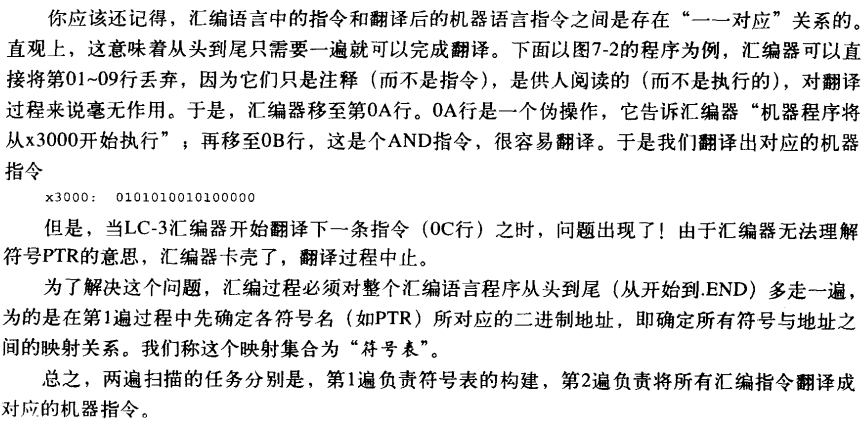 你应该还记得，汇编语言中的指令和翻译后的机器语言指令之间是存在“一一对应”关系的。
直观上，这意味着从头到尾只需要一遍就可以完成翻译。下面以图7-2的程序为例，汇编器可以直
接将第01~09行丢弃，因为它们只是注释（而不是指令），是供人阅读的（而不是执行的），对翻译
过程来说毫无作用。于是，汇编器移至第0A行。0A行是一个伪操作，它告诉汇编器“机器程序将
从x3000开始执行”；再移至0B行，这是个AND指令，很容易翻译。于是我们翻译出对应的机器
指令
x3000: 0101010010100000
但是，当LC-3汇编器开始翻译下一条指令（0C行）之时，问题出现了！由于汇编器无法理解
符号PTR的意思，汇编器卡壳了，翻译过程中止。
为了解决这个问题，汇编过程必须对整个汇编语言程序从头到尾（从开始到.END）多走一遍，
为的是在第1遍过程中先确定各符号名（如PTR）所对应的二进制地址，即确定所有符号与地址之
间的映射关系。我们称这个映射集合为“符号表”。
总之，两遍扫描的任务分别是，第1遍负责符号表的构建，第2遍负责将所有汇编指令翻译成
对应的机器指令。